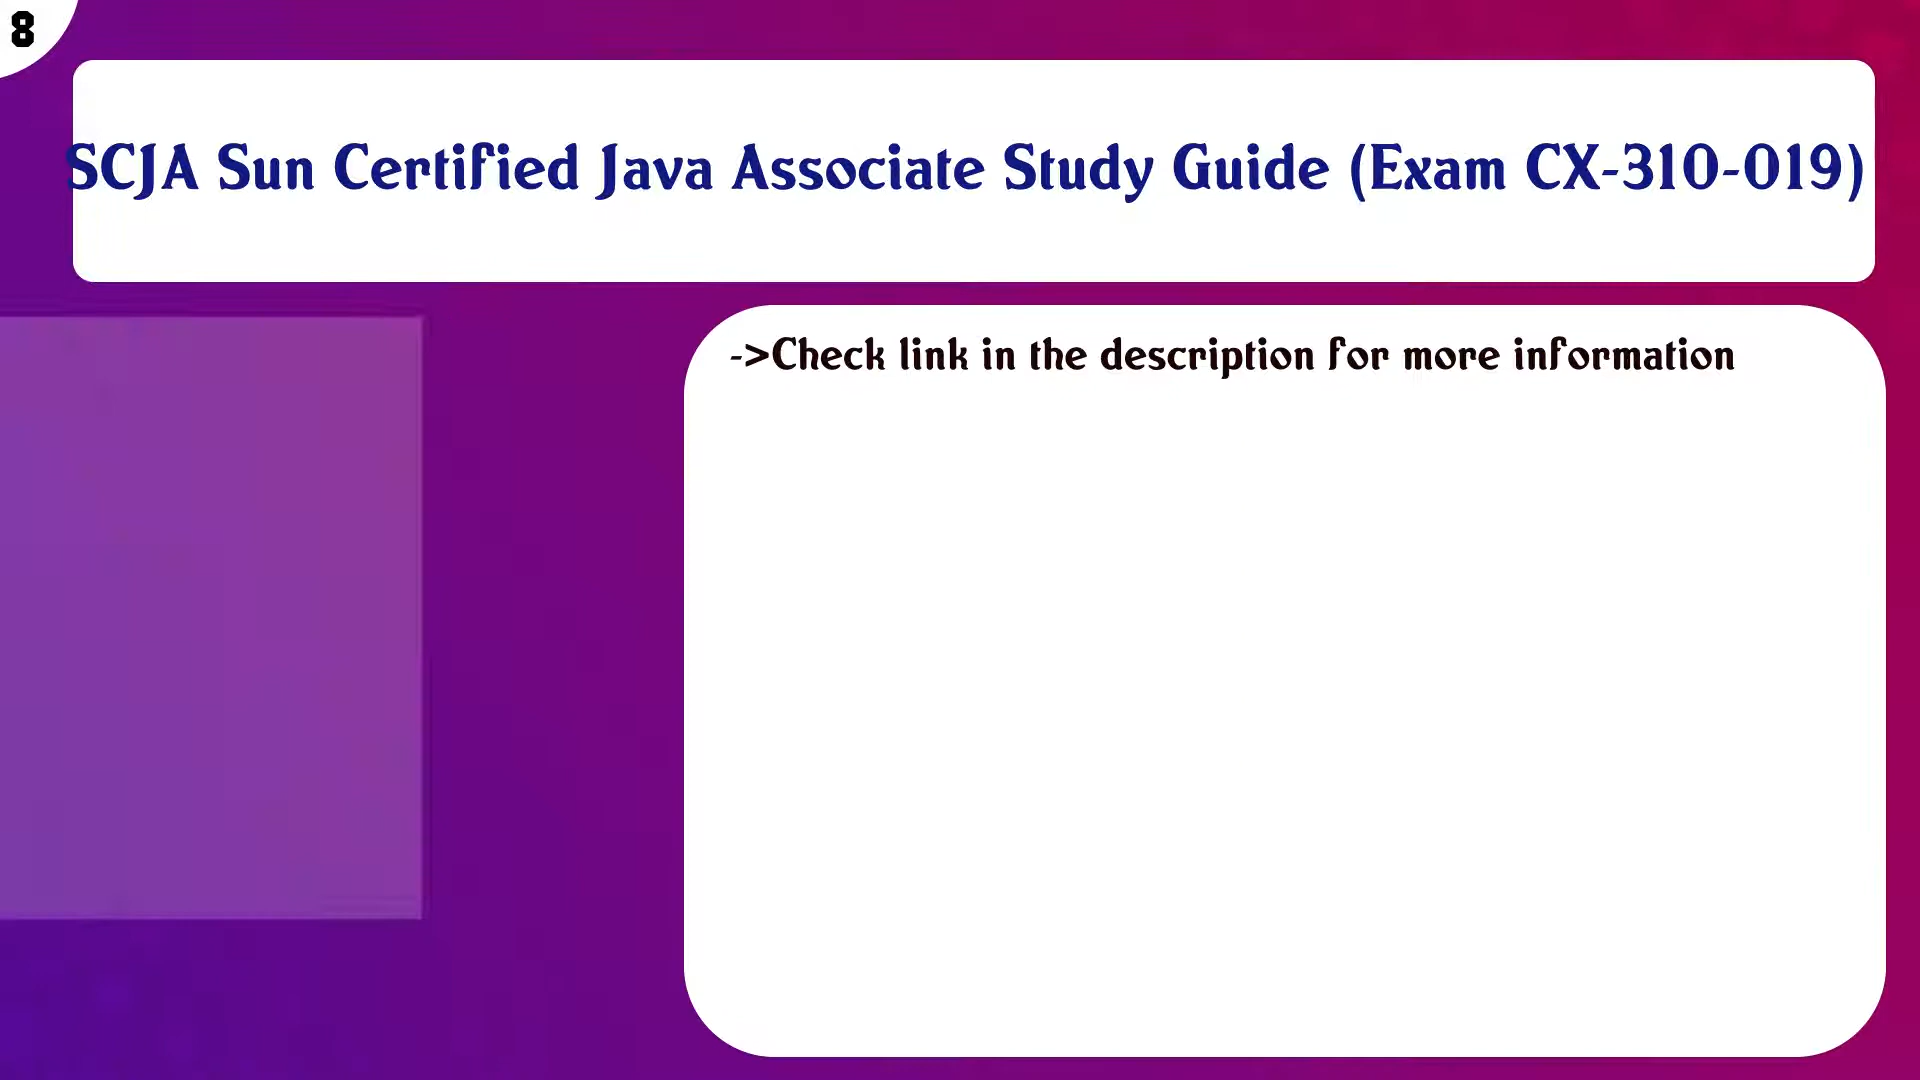 8
SCJA Sun Certified Java Associate Study Guide (Exam CX-310-019)
->Check link in the description for more information